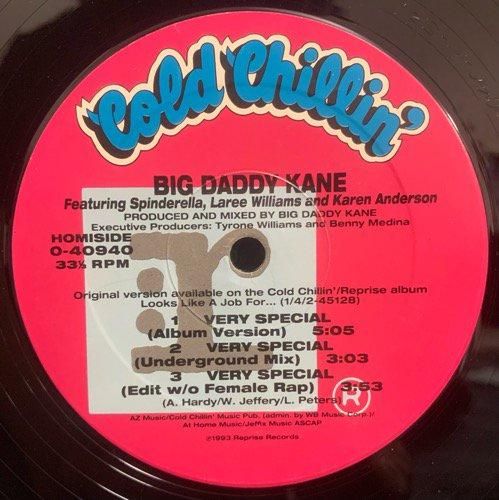 Cold Chillin'
BIG DADDY KANE
Featuring Spinderella, Laree Williams and Karen Anderson
PRODUCED AND MIXED BY BIG DADDY KANE
Executive Producers: Tyrone Williams and Benny Medina
HOMISIDE
0-40940
33⅓ RPM
r
Original version available on the Cold Chillin'/Reprise album
Looks Like A Job For... (1/4/2-45128)
1 VERY SPECIAL
(Album Version) 5:05
2 VERY SPECIAL
(Underground Mix) 3:03
3 VERY SPECIAL
(Edit w/o Female Rap) 3:53
(A. Hardy/W. Jeffery/L. Peters)
®
AZ Music/Cold Chillin' Music Pub. (admin. by WB Music Corp.)/
At Home Music/Jeffix Music ASCAP
℗1993 Reprise Records